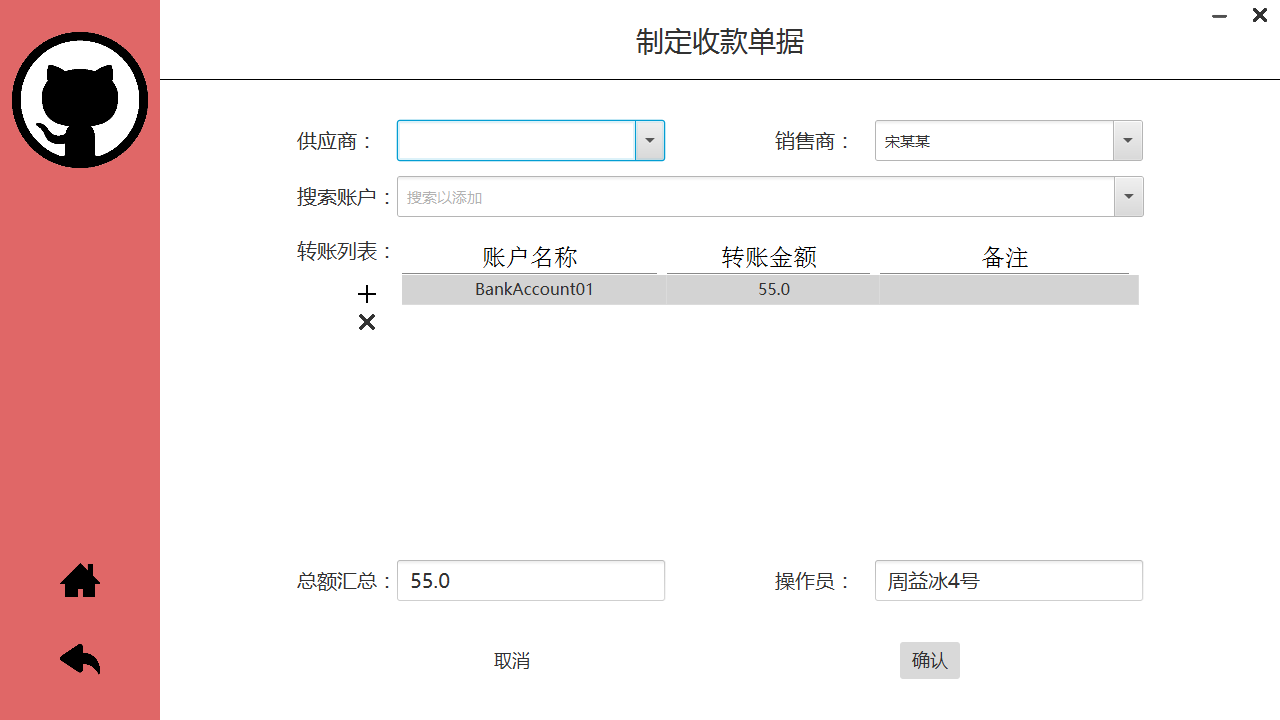 制定收款单据
供应商： 销售商： 宋某某
搜索账户： 搜索以添加
转账列表： 账户名称 转账金额 备注
BankAccount01 55.0
总额汇总： 55.0 操作员： 周益冰4号
取消 确认